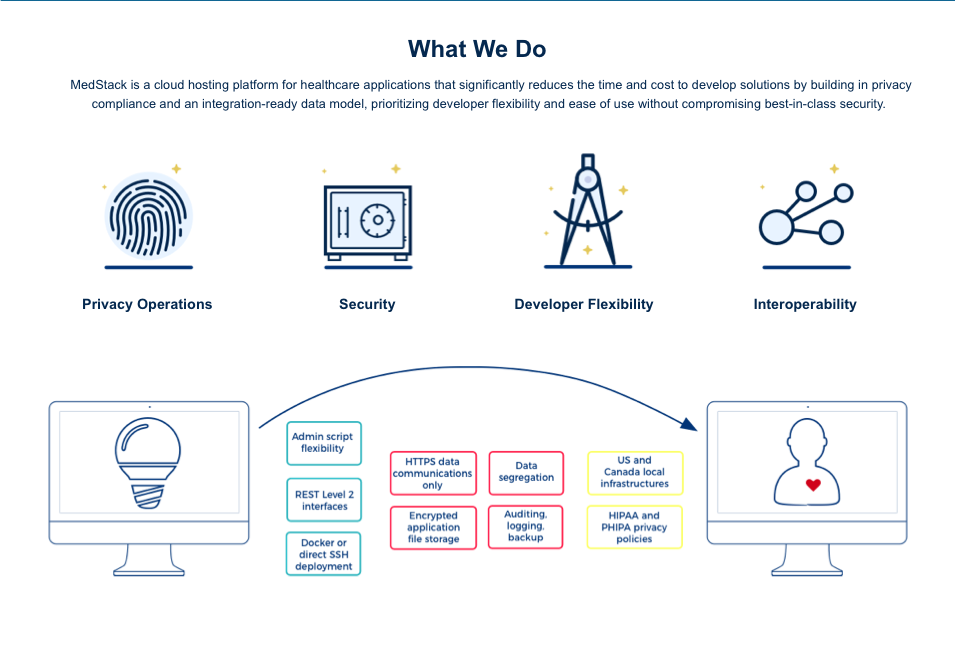 What We Do
MedStack is a cloud hosting platform for healthcare applications that significantly reduces the time and cost to develop solutions by building in privacy
compliance and an integration-ready data model, prioritizing developer flexibility and ease of use without compromising best-in-class security.
Privacy Operations
Security
Developer Flexibility
Interoperability
Admin script
flexibility
REST Level 2
interfaces
Docker or
direct SSH
deployment
HTTPS data
communications
only
Encrypted
application
file storage
Data
segregation
Auditing,
logging,
backup
US and
Canada local
infrastructures
HIPAA and
PHIPA privacy
policies